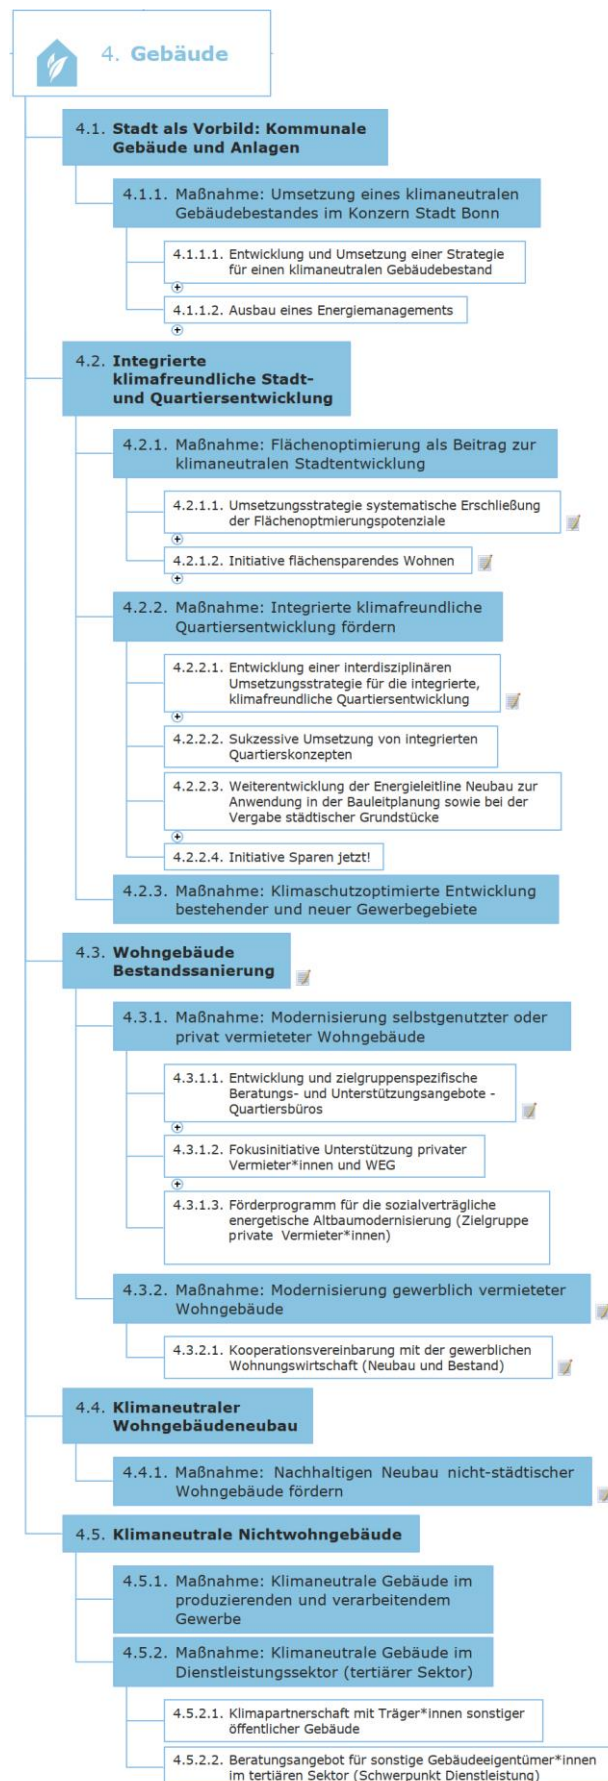 4. Gebäude
4.1. Stadt als Vorbild: Kommunale
Gebäude und Anlagen
4.1.1. Maßnahme: Umsetzung eines klimaneutralen
Gebäudebestandes im Konzern Stadt Bonn
4.1.1.1. Entwicklung und Umsetzung einer Strategie
für einen klimaneutralen Gebäudebestand
4.1.1.2. Ausbau eines Energiemanagements
4.2. Integrierte
klimafreundliche Stadt-
und Quartiersentwicklung
4.2.1. Maßnahme: Flächenoptimierung als Beitrag zur
klimaneutralen Stadtentwicklung
4.2.1.1. Umsetzungsstrategie systematische Erschließung
der Flächenoptmierungspotenziale
4.2.1.2. Initiative flächensparendes Wohnen
4.2.2. Maßnahme: Integrierte klimafreundliche
Quartiersentwicklung fördern
4.2.2.1. Entwicklung einer interdisziplinären
Umsetzungsstrategie für die integrierte,
klimafreundliche Quartiersentwicklung
4.2.2.2. Sukzessive Umsetzung von integrierten
Quartierskonzepten
4.2.2.3. Weiterentwicklung der Energieleitline Neubau zur
Anwendung in der Bauleitplanung sowie bei der
Vergabe städtischer Grundstücke
4.2.2.4. Initiative Sparen jetzt!
4.2.3. Maßnahme: Klimaschutzoptimierte Entwicklung
bestehender und neuer Gewerbegebiete
4.3. Wohngebäude
Bestandssanierung
4.3.1. Maßnahme: Modernisierung selbstgenutzter oder
privat vermieteter Wohngebäude
4.3.1.1. Entwicklung und zielgruppenspezifische
Beratungs- und Unterstützungsangebote -
Quartiersbüros
4.3.1.2. Fokusinitiative Unterstützung privater
Vermieter*innen und WEG
4.3.1.3. Förderprogramm für die sozialverträgliche
energetische Altbaumodernisierung (Zielgruppe
private Vermieter*innen)
4.3.2. Maßnahme: Modernisierung gewerblich vermieteter
Wohngebäude
4.3.2.1. Kooperationsvereinbarung mit der gewerblichen
Wohnungswirtschaft (Neubau und Bestand)
4.4. Klimaneutraler
Wohngebäudeneubau
4.4.1. Maßnahme: Nachhaltigen Neubau nicht-städtischer
Wohngebäude fördern
4.5. Klimaneutrale Nichtwohngebäude
4.5.1. Maßnahme: Klimaneutrale Gebäude im
produzierenden und verarbeitendem
Gewerbe
4.5.2. Maßnahme: Klimaneutrale Gebäude im
Dienstleistungssektor (tertiärer Sektor)
4.5.2.1. Klimapartnerschaft mit Träger*innen sonstiger
öffentlicher Gebäude
4.5.2.2. Beratungsangebot für sonstige Gebäudeeigentümer*innen
im tertiären Sektor (Schwerpunkt Dienstleistung)